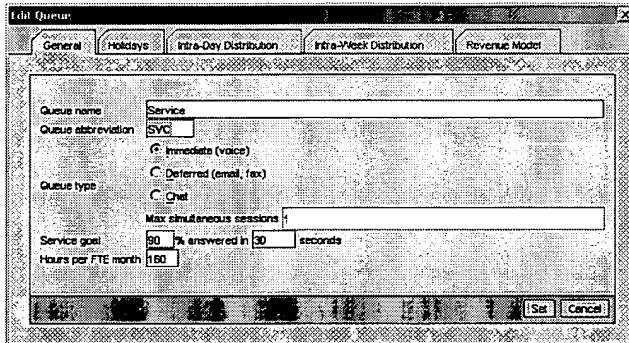 Edit Queue
General Holidays Intra-Day Distribution Intra-Week Distribution Revenue Model
Queue name Service
Queue abbreviation SVC
Immediate (voice)
Deferred (email, fax)
Queue type
Chat
Max simultaneous sessions 1
Service goal 90 % answered in 30 seconds
Hours per FTE month 160
Set Cancel